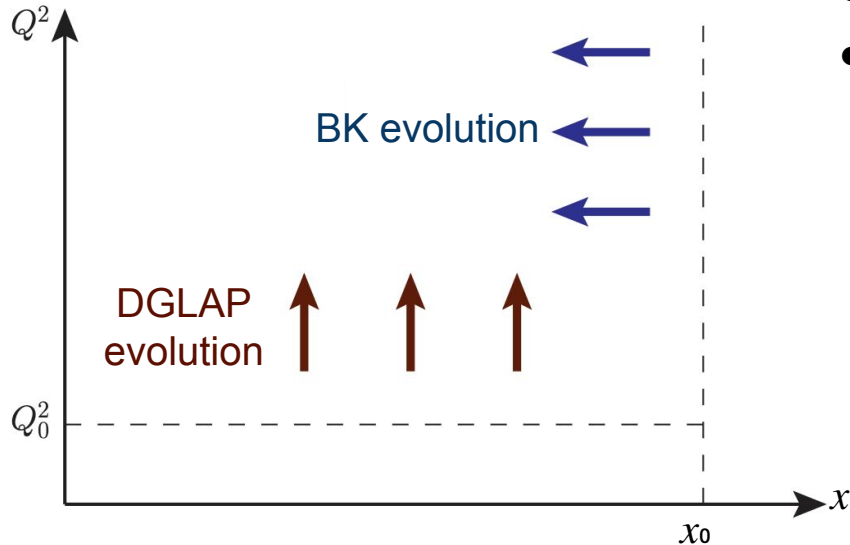 Q²
BK evolution
DGLAP
evolution
Q₀²
x
x₀